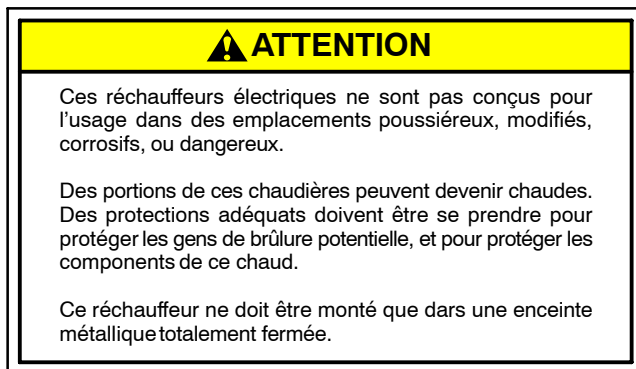 ATTENTION
Ces réchauffeurs électriques ne sont pas conçus pour
l'usage dans des emplacements poussiéreux, modifiés,
corrosifs, ou dangereux.
Des portions de ces chaudières peuvent devenir chaudes.
Des protections adéquats doivent être se prendre pour
protéger les gens de brûlure potentielle, et pour protéger les
components de ce chaud.
Ce réchauffeur ne doit être monté que dars une enceinte
métallique totalement fermée.